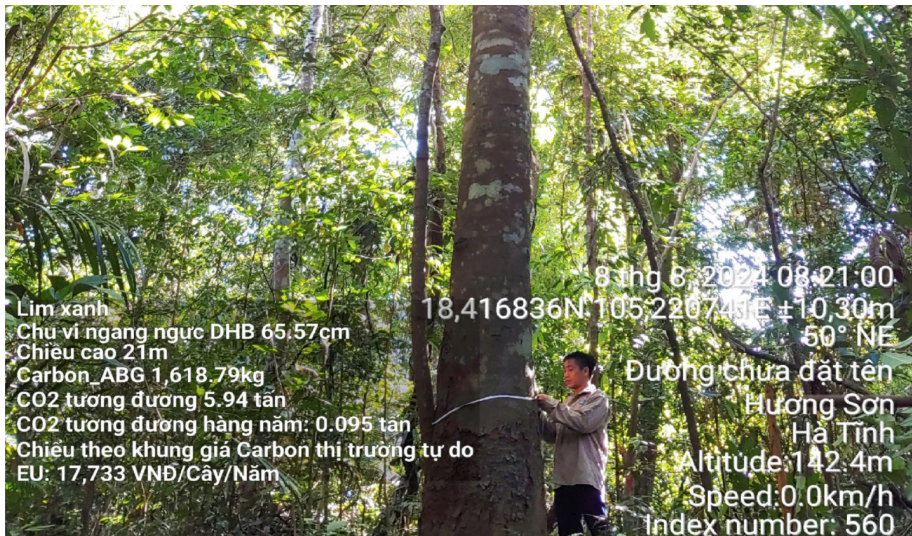 Lim xanh
Chu vi ngang ngực DHB 65.57cm
Chiều cao 21m
Carbon_ABG 1,618.79kg
CO2 tương đương 5.94 tấn
CO2 tương đương hàng năm: 0.095 tấn
Chiểu theo khung giá Carbon thị trường tự do
EU: 17,733 VNĐ/Cây/Năm
8 thg 8, 2024 08:21:00
18,416836N 105,220741E ±10,30m
50° NE
Đường chưa đặt tên
Hương Sơn
Hà Tĩnh
Altitude:142.4m
Speed:0.0km/h
Index number: 560